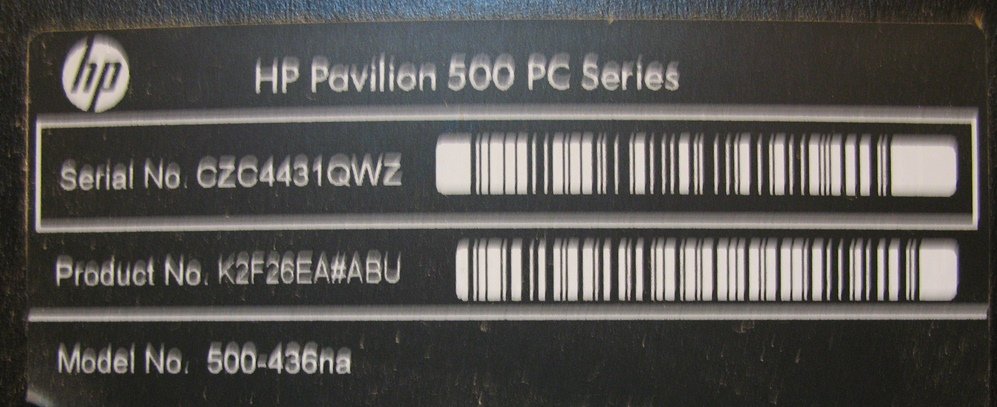 hp
HP Pavilion 500 PC Series
Serial No. CZC4431QWZ
Product No. K2F26EA#ABU
Model No. 500-436na